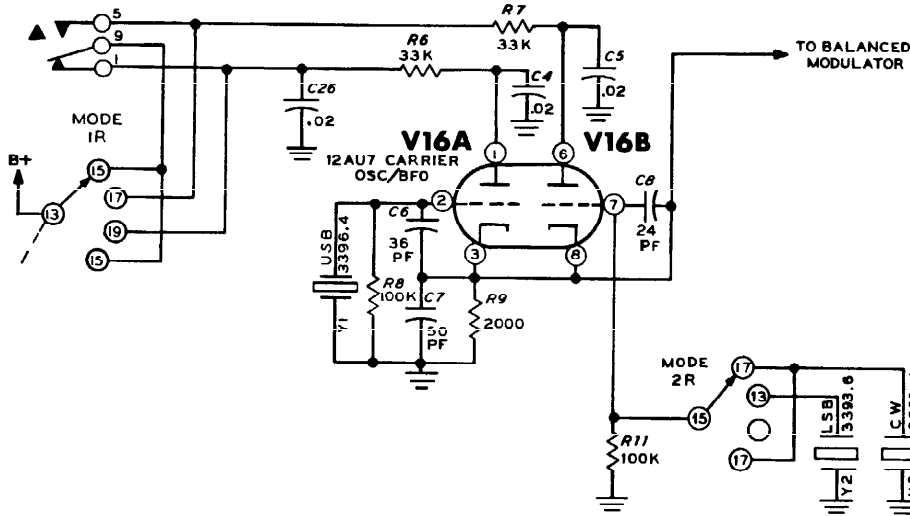 5
9
1
R7
33K
R6
33K
C5
.02
C4
.02
C26
.02
TO BALANCED
MODULATOR
MODE
1R
B+
15
17
13
19
15
V16A
V16B
12AU7 CARRIER
OSC/BFO
1
6
2
7
3
8
C8
24
PF
C6
36
PF
USB
3396.4
Y1
R8
100K
C7
PF
R9
2000
MODE
2R
17
13
15
17
R11
100K
LSB
3393.6
Y2
CW